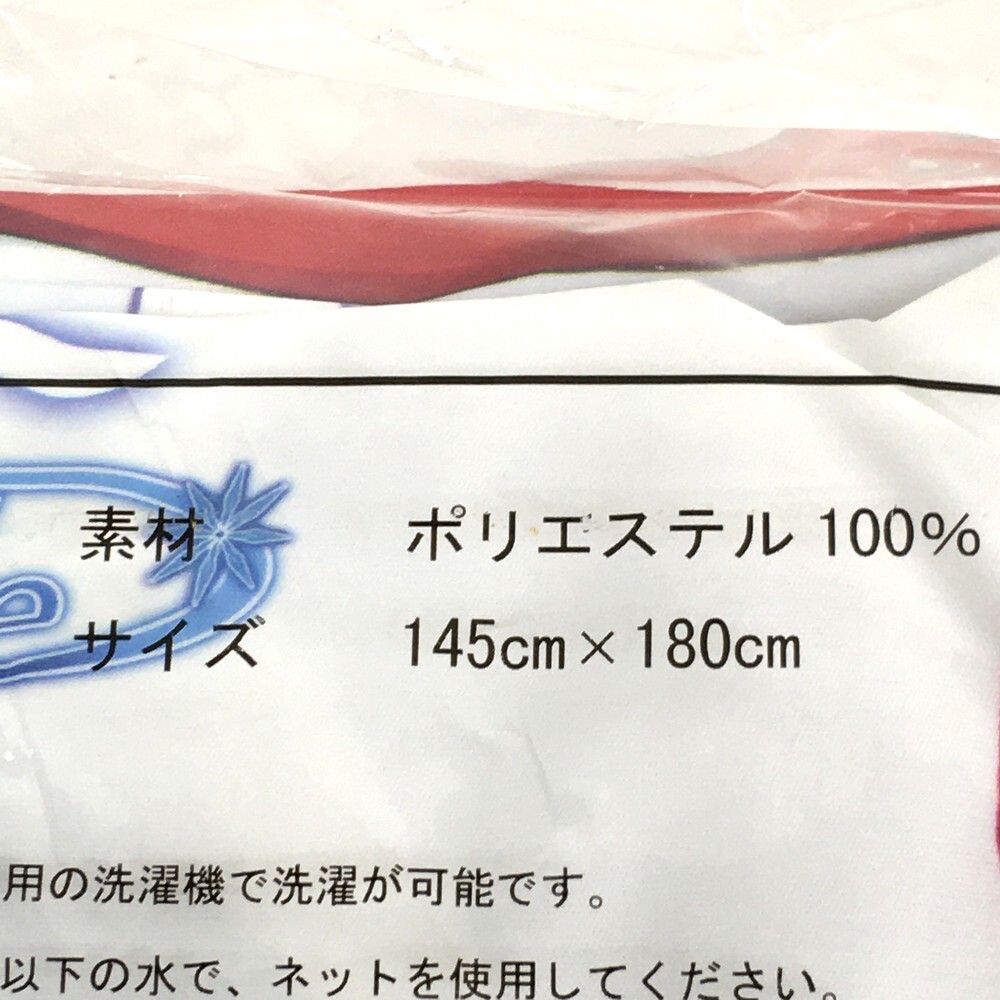 素材 ポリエステル 100%
サイズ 145cm×180cm
用の洗濯機で洗濯が可能です。
以下の水で、ネットを使用してください。